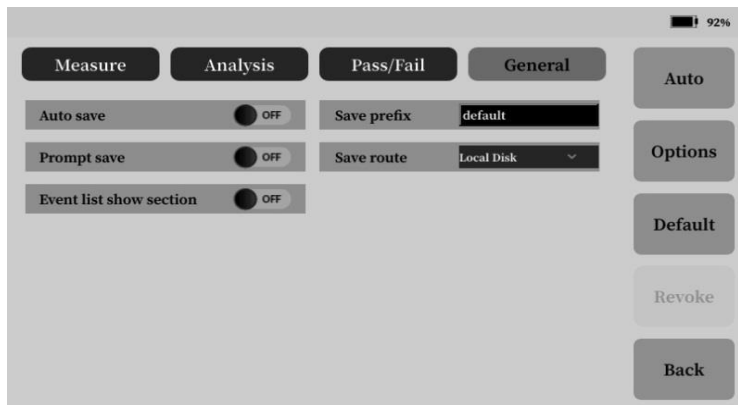 92%
Measure
Analysis
Pass/Fail
General
Auto save
OFF
Save prefix
default
Prompt save
OFF
Save route
Local Disk
Event list show section
OFF
Auto
Options
Default
Revoke
Back